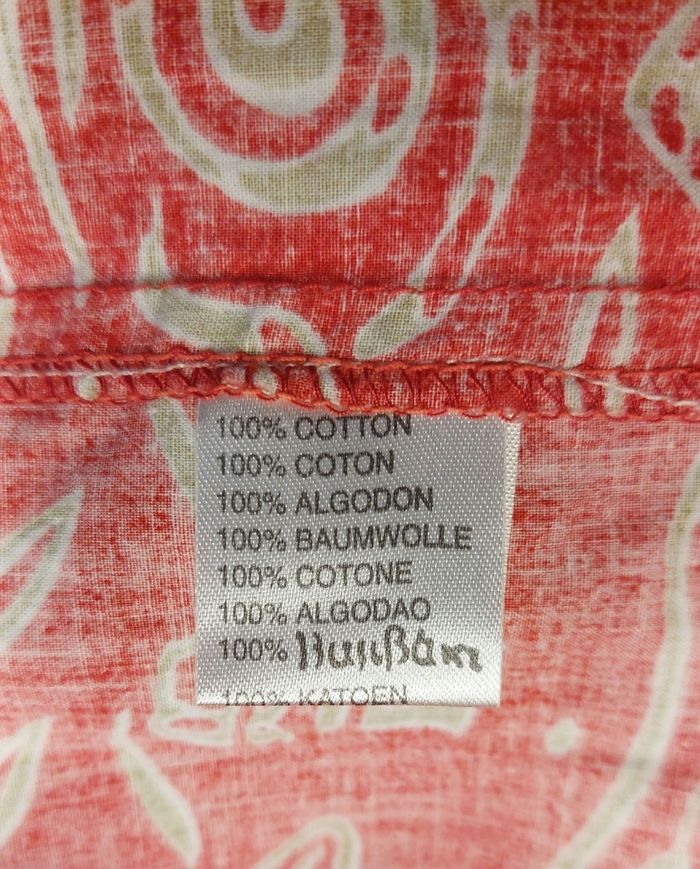 100% COTTON
100% COTON
100% ALGODON
100% BAUMWOLLE
100% COTONE
100% ALGODAO
100%
100% KATOEN